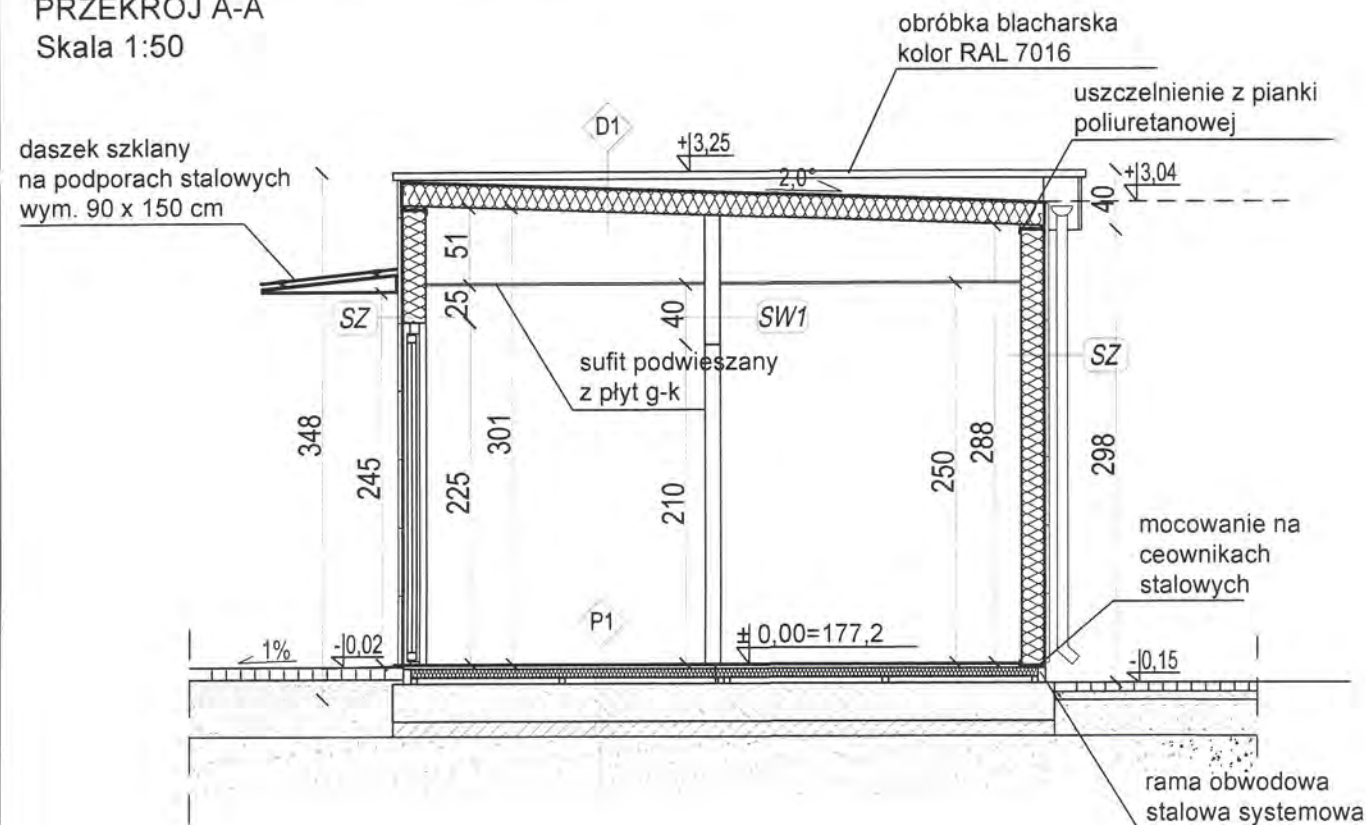 PRZEKRÓJ A-A
Skala 1:50
obróbka blacharska
kolor RAL 7016
uszczelnienie z pianki
poliuretanowej
daszek szklany
na podporach stalowych
wym. 90 x 150 cm
D1
+3,25
2,0°
+3,04
40
51
25
40
SZ
SW1
SZ
sufit podwieszany
z płyt g-k
348
245
225
301
210
250
288
298
mocowanie na
ceownikach
stalowych
P1
± 0,00=177,2
1%
-0,02
-0,15
rama obwodowa
stalowa systemowa